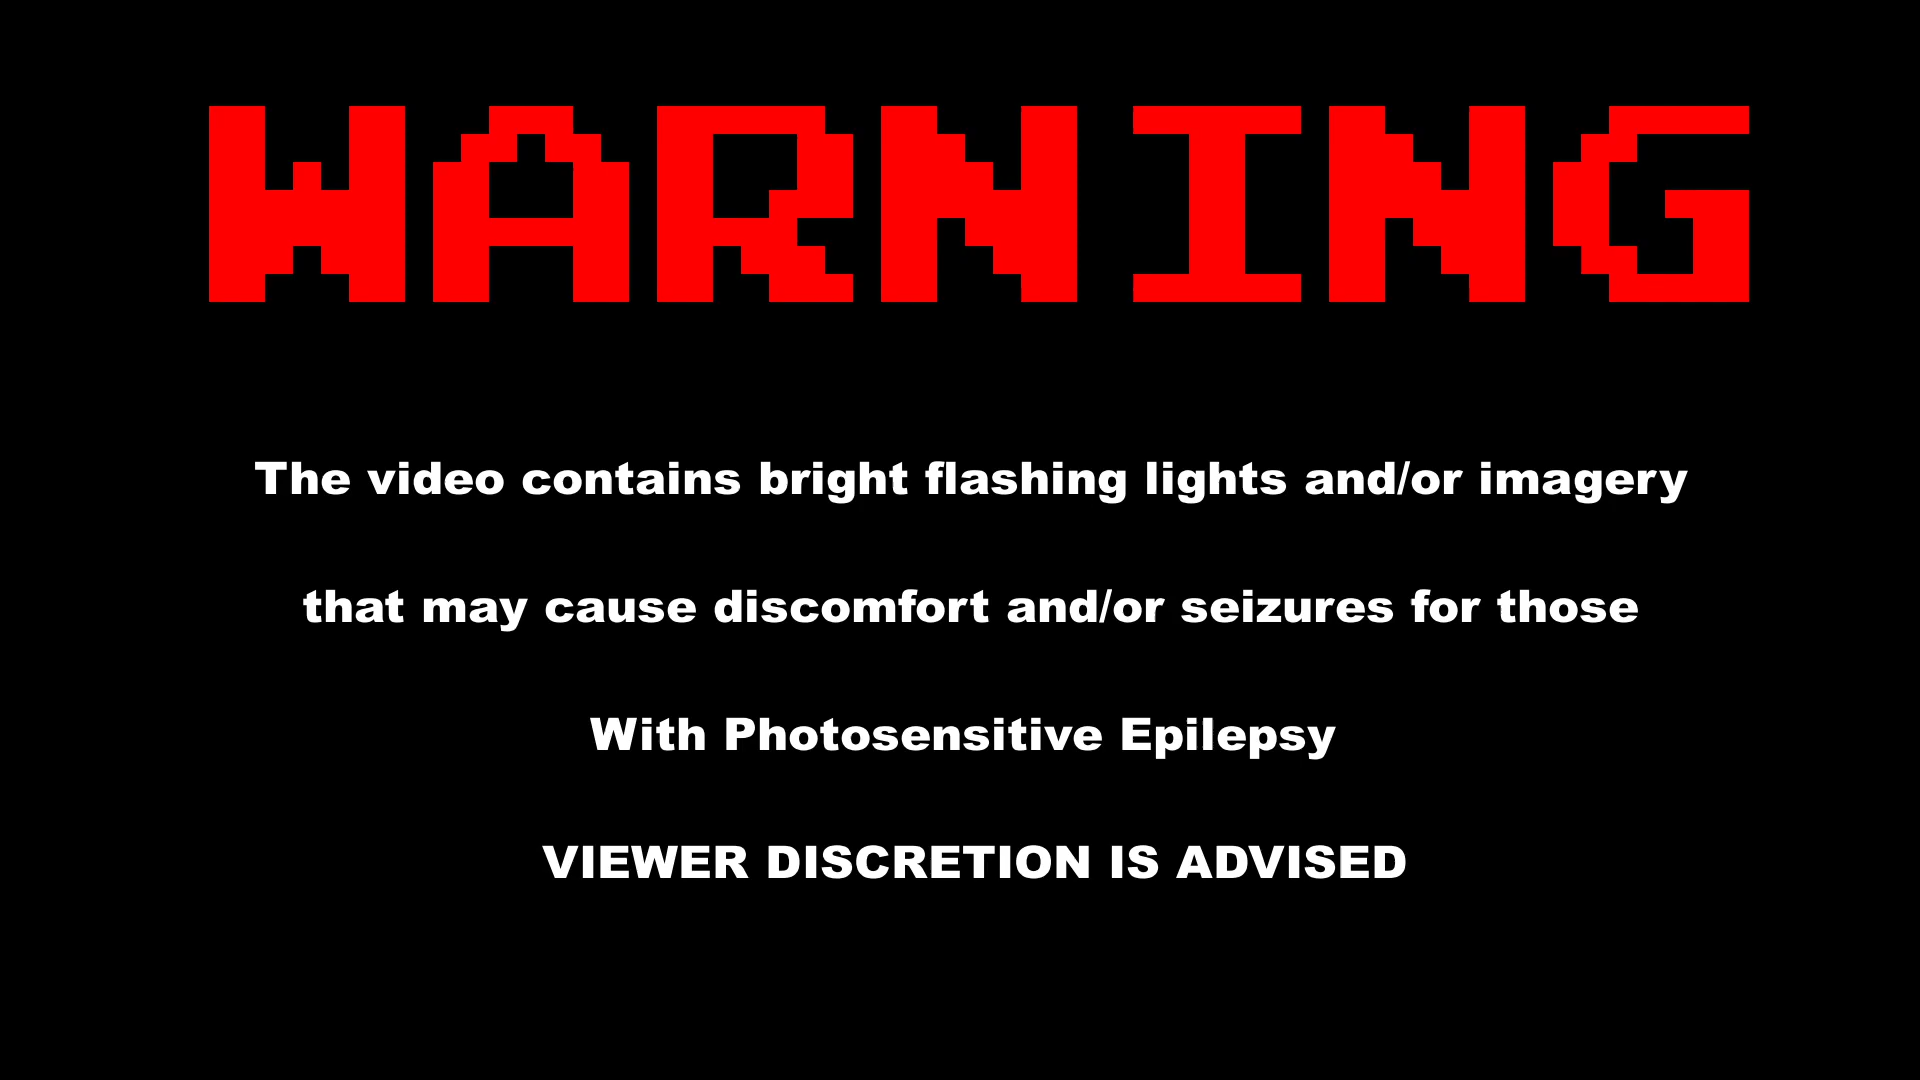 WARNING
The video contains bright flashing lights and/or imagery
that may cause discomfort and/or seizures for those
With Photosensitive Epilepsy
VIEWER DISCRETION IS ADVISED